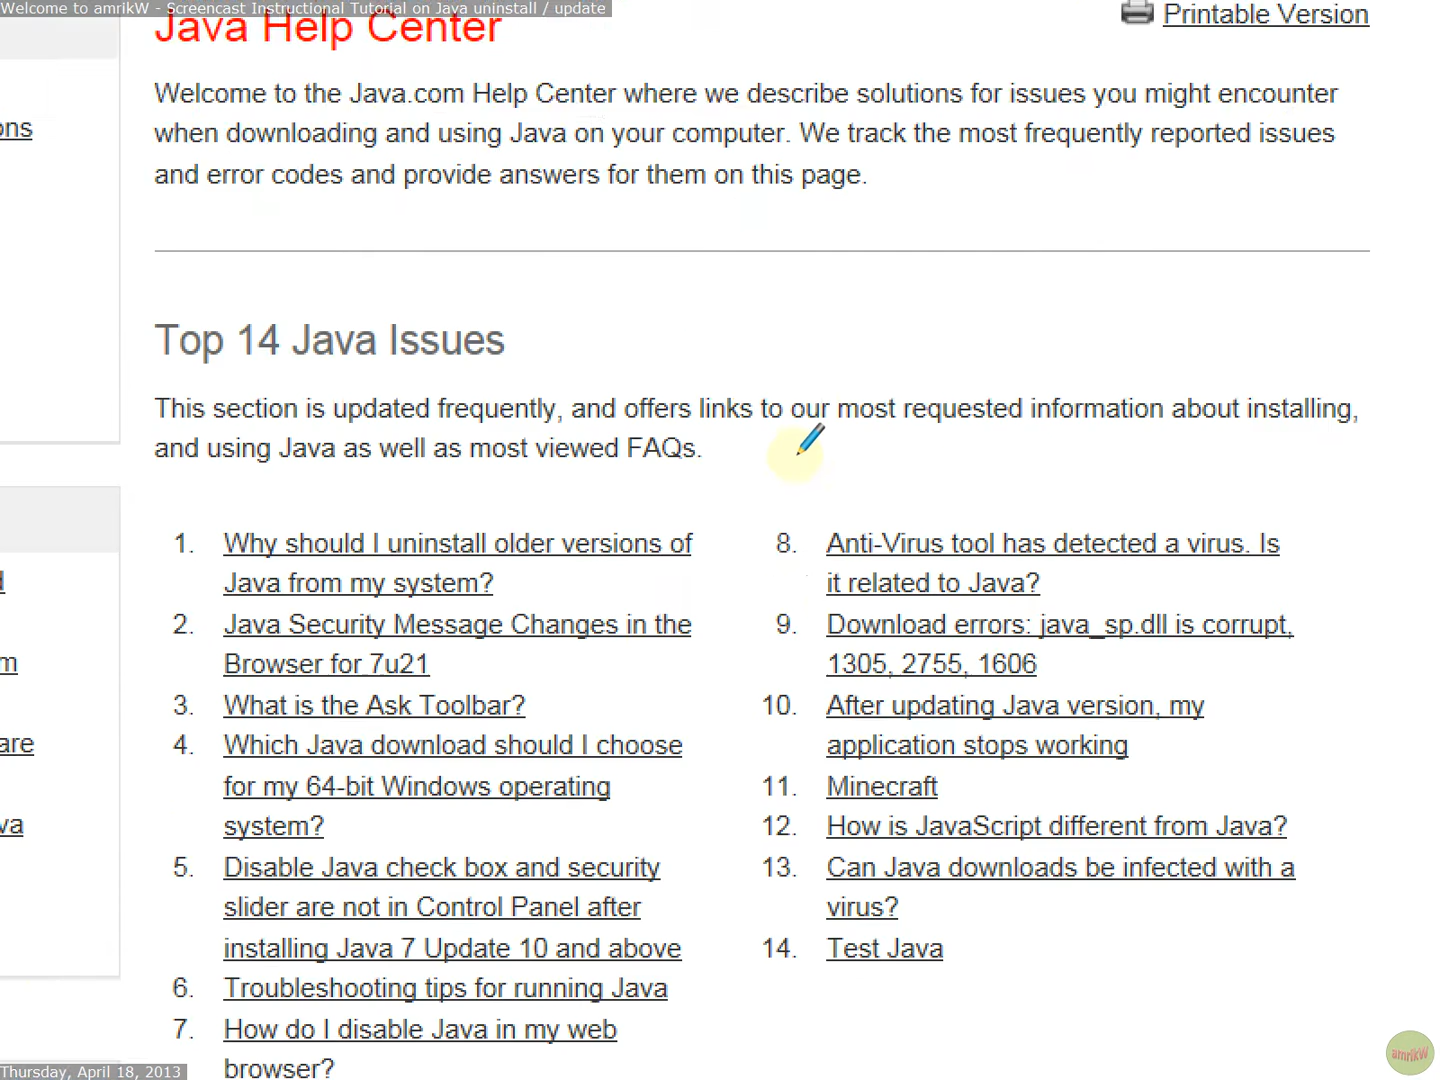 Welcome to amrikW - Screencast Instructional Tutorial on Java uninstall / update
Java Help Center
Printable Version
Welcome to the Java.com Help Center where we describe solutions for issues you might encounter
when downloading and using Java on your computer. We track the most frequently reported issues
and error codes and provide answers for them on this page.
Top 14 Java Issues
This section is updated frequently, and offers links to our most requested information about installing,
and using Java as well as most viewed FAQs.
1. Why should I uninstall older versions of
Java from my system?
2. Java Security Message Changes in the
Browser for 7u21
3. What is the Ask Toolbar?
4. Which Java download should I choose
for my 64-bit Windows operating
system?
5. Disable Java check box and security
slider are not in Control Panel after
installing Java 7 Update 10 and above
6. Troubleshooting tips for running Java
7. How do I disable Java in my web
browser?
8. Anti-Virus tool has detected a virus. Is
it related to Java?
9. Download errors: java_sp.dll is corrupt,
1305, 2755, 1606
10. After updating Java version, my
application stops working
11. Minecraft
12. How is JavaScript different from Java?
13. Can Java downloads be infected with a
virus?
14. Test Java
ons
m
are
va
Thursday, April 18, 2013
amrikW